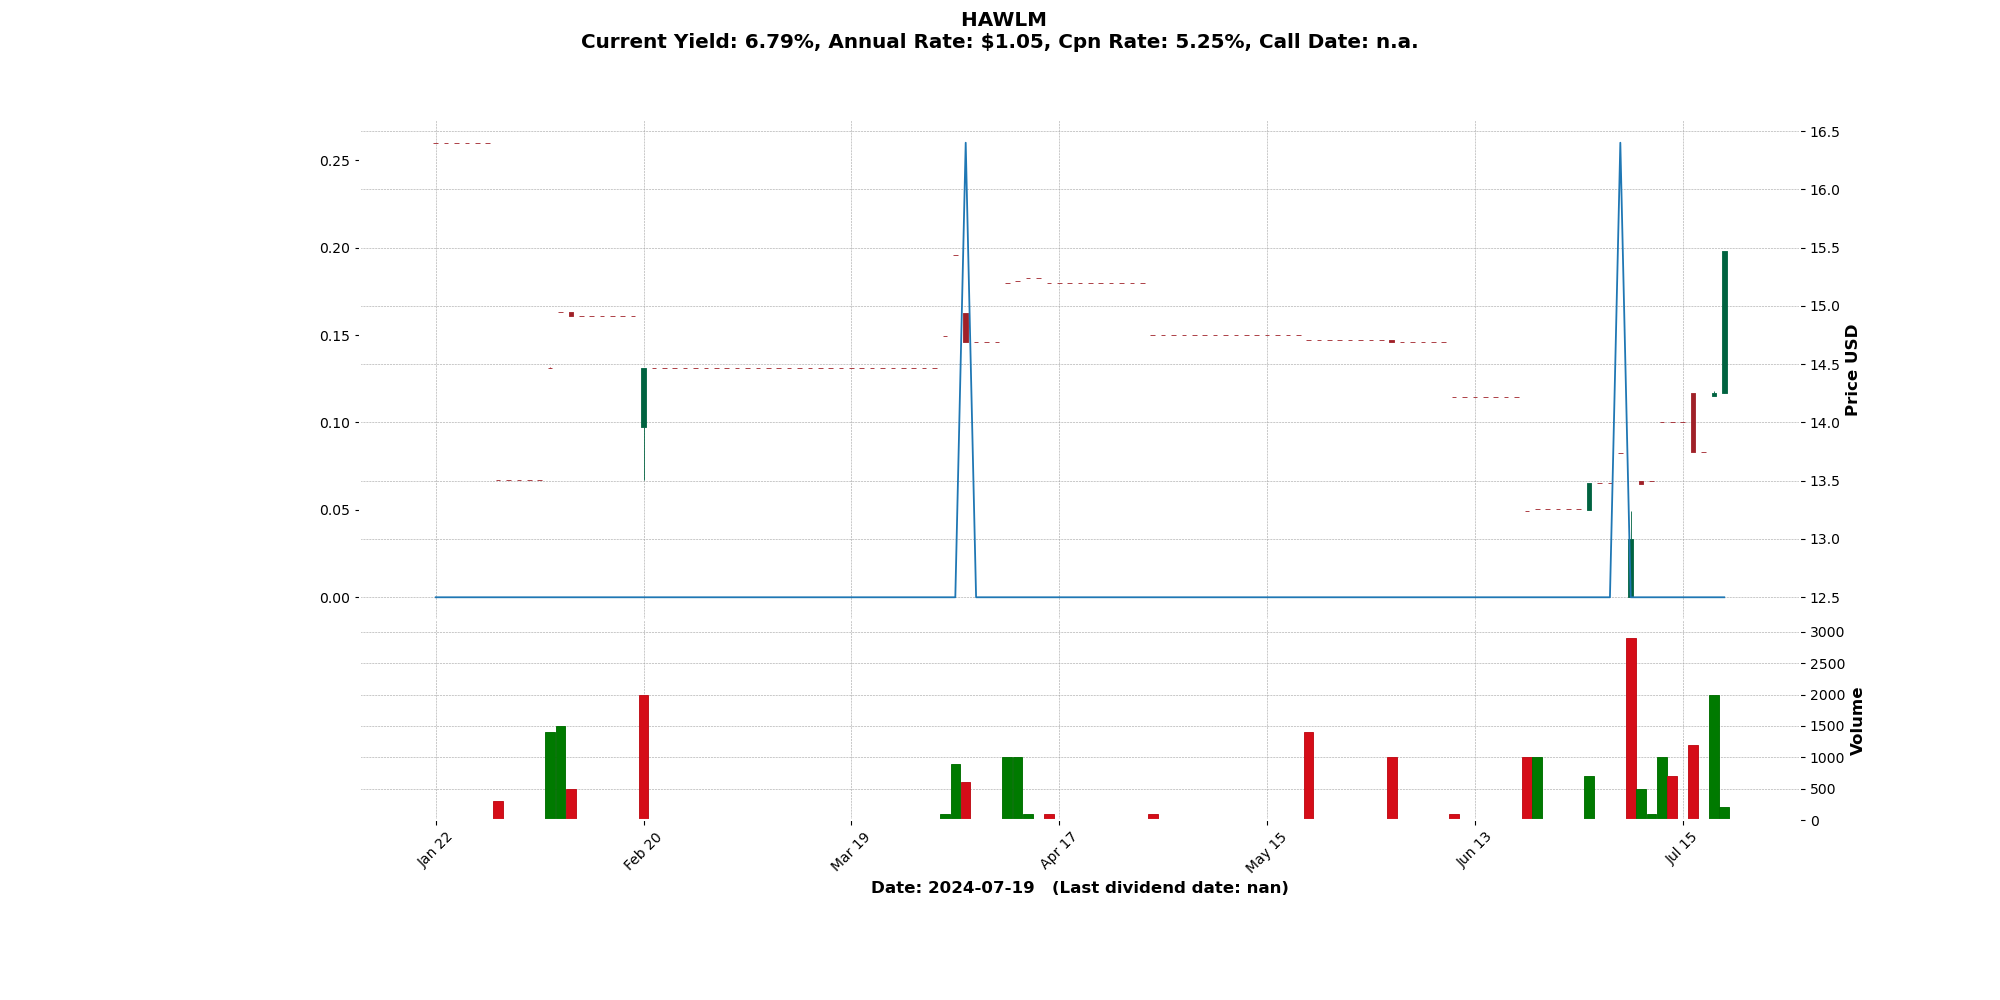 HAWLM
Current Yield: 6.79%, Annual Rate: $1.05, Cpn Rate: 5.25%, Call Date: n.a.
0.25
0.20
0.15
0.10
0.05
0.00
16.5
16.0
15.5
15.0
14.5
14.0
13.5
13.0
12.5
Price USD
3000
2500
2000
1500
1000
500
0
Volume
Jan 22
Feb 20
Mar 19
Apr 17
May 15
Jun 13
Jul 15
Date: 2024-07-19 (Last dividend date: nan)